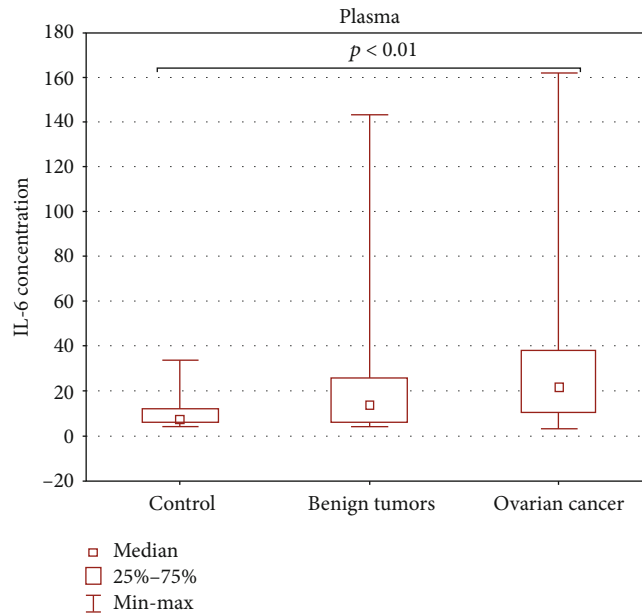 Plasma
p < 0.01
180
160
140
120
100
80
60
40
20
0
−20
IL-6 concentration
Control Benign tumors Ovarian cancer
Median
25%–75%
Min-max